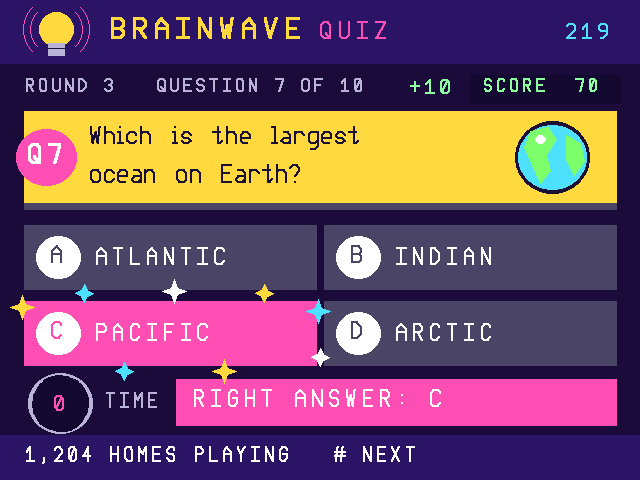 BRAINWAVE QUIZ 219
ROUND 3 QUESTION 7 OF 10 +10 SCORE 70
Q7
Which is the largest
ocean on Earth?
A ATLANTIC
B INDIAN
C PACIFIC
D ARCTIC
0 TIME RIGHT ANSWER: C
1,204 HOMES PLAYING # NEXT